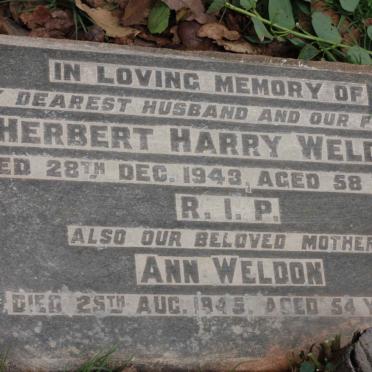 IN LOVING MEMORY OF
DEAREST HUSBAND AND OUR
HERBERT HARRY WELD
ED 28TH DEC. 1943, AGED 58
R.I.P.
ALSO OUR BELOVED MOTHER
ANN WELDON
DIED 25TH AUG. 1945, AGED 54 Y